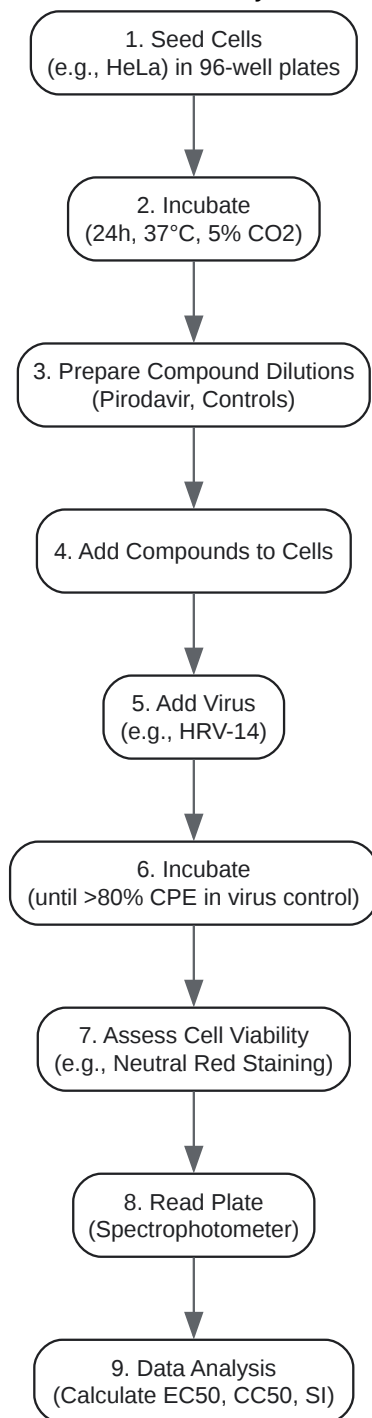 1. Seed Cells
(e.g., HeLa) in 96-well plates
2. Incubate
(24h, 37°C, 5% CO2)
3. Prepare Compound Dilutions
(Pirodavir, Controls)
4. Add Compounds to Cells
5. Add Virus
(e.g., HRV-14)
6. Incubate
(until >80% CPE in virus control)
7. Assess Cell Viability
(e.g., Neutral Red Staining)
8. Read Plate
(Spectrophotometer)
9. Data Analysis
(Calculate EC50, CC50, SI)